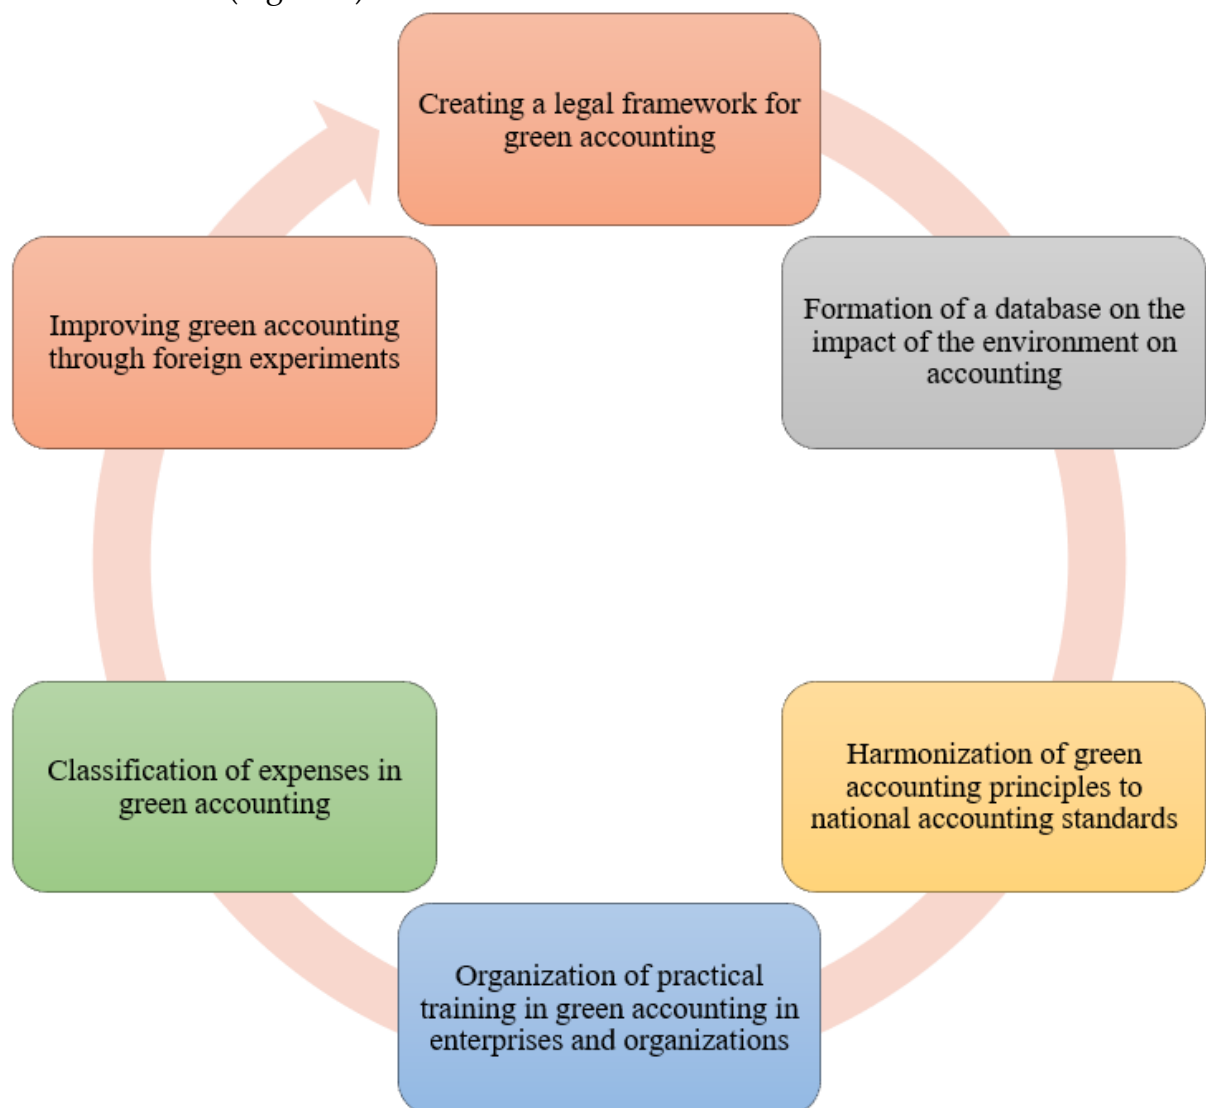 Creating a legal framework for
green accounting
Formation of a database on the
impact of the environment on
accounting
Harmonization of green
accounting principles to
national accounting standards
Organization of practical
training in green accounting in
enterprises and organizations
Classification of expenses in
green accounting
Improving green accounting
through foreign experiments